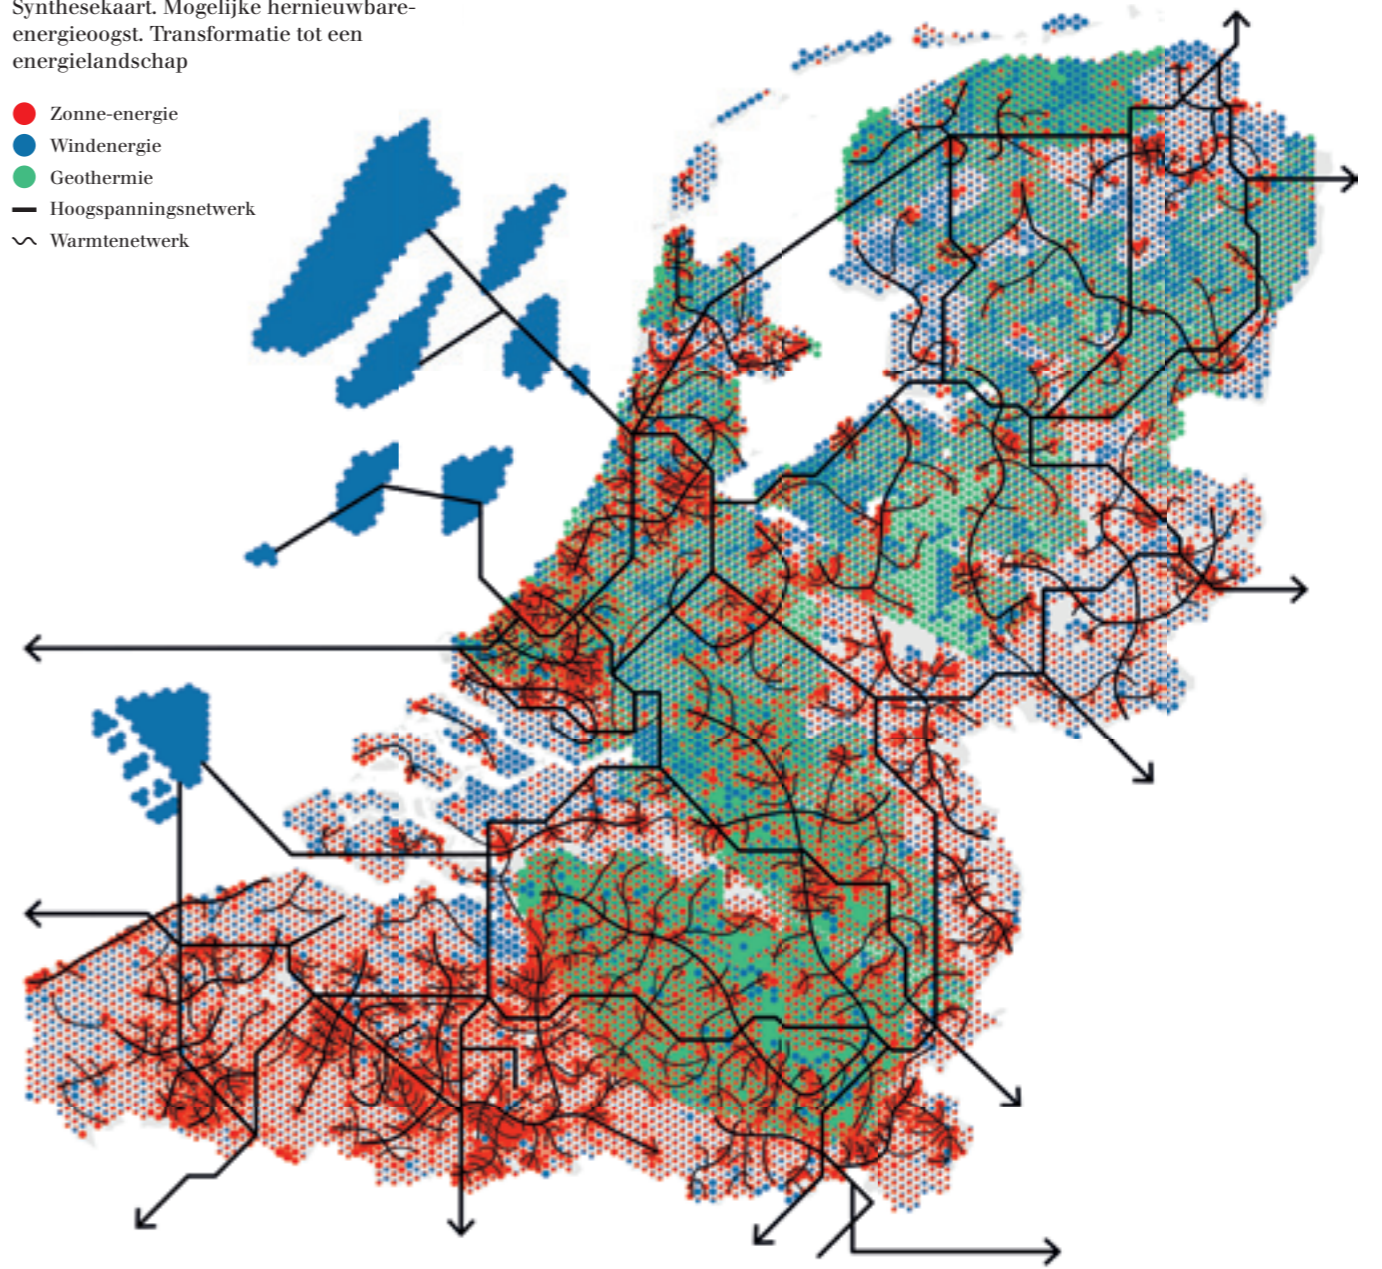 Synthesekaart. Mogelijke hernieuwbare-
energieoogst. Transformatie tot een
energielandschap
Zonne-energie
Windenergie
Geothermie
Hoogspanningsnetwerk
Warmtenetwerk